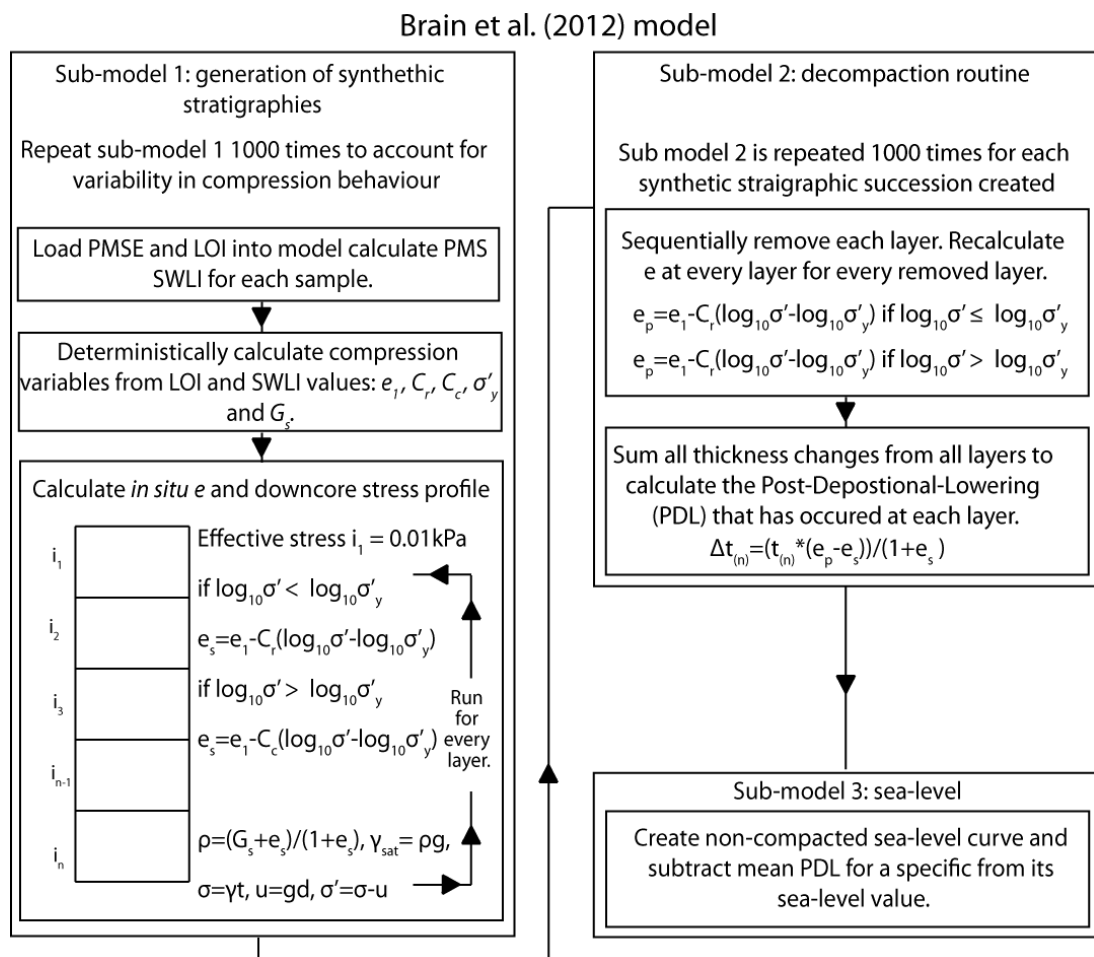 Brain et al. (2012) model
Sub-model 1: generation of synthethic
stratigraphies
Repeat sub-model 1 1000 times to account for
variability in compression behaviour
Load PMSE and LOI into model calculate PMS
SWLI for each sample.
Deterministically calculate compression
variables from LOI and SWLI values: e₁, Cᵣ, C꜀, σ'ᵧ
and Gₛ.
Calculate in situ e and downcore stress profile
i₁
i₂
i₃
iₙ₋₁
iₙ
Effective stress i₁ = 0.01kPa
if log₁₀σ' < log₁₀σ'ᵧ
eₛ=e₁-Cᵣ(log₁₀σ'-log₁₀σ'ᵧ)
if log₁₀σ' > log₁₀σ'ᵧ
eₛ=e₁-C꜀(log₁₀σ'-log₁₀σ'ᵧ)
Run
for
every
layer.
ρ=(Gₛ+eₛ)/(1+eₛ), γₛₐₜ= ρg,
σ=γt, u=gd, σ'=σ-u
Sub-model 2: decompaction routine
Sub model 2 is repeated 1000 times for each
synthetic straigraphic succession created
Sequentially remove each layer. Recalculate
e at every layer for every removed layer.
eₚ=e₁-Cᵣ(log₁₀σ'-log₁₀σ'ᵧ) if log₁₀σ' ≤ log₁₀σ'ᵧ
eₚ=e₁-Cᵣ(log₁₀σ'-log₁₀σ'ᵧ) if log₁₀σ' > log₁₀σ'ᵧ
Sum all thickness changes from all layers to
calculate the Post-Depostional-Lowering
(PDL) that has occured at each layer.
Δt₍ₙ₎=(t₍ₙ₎*(eₚ-eₛ))/(1+eₛ )
Sub-model 3: sea-level
Create non-compacted sea-level curve and
subtract mean PDL for a specific from its
sea-level value.